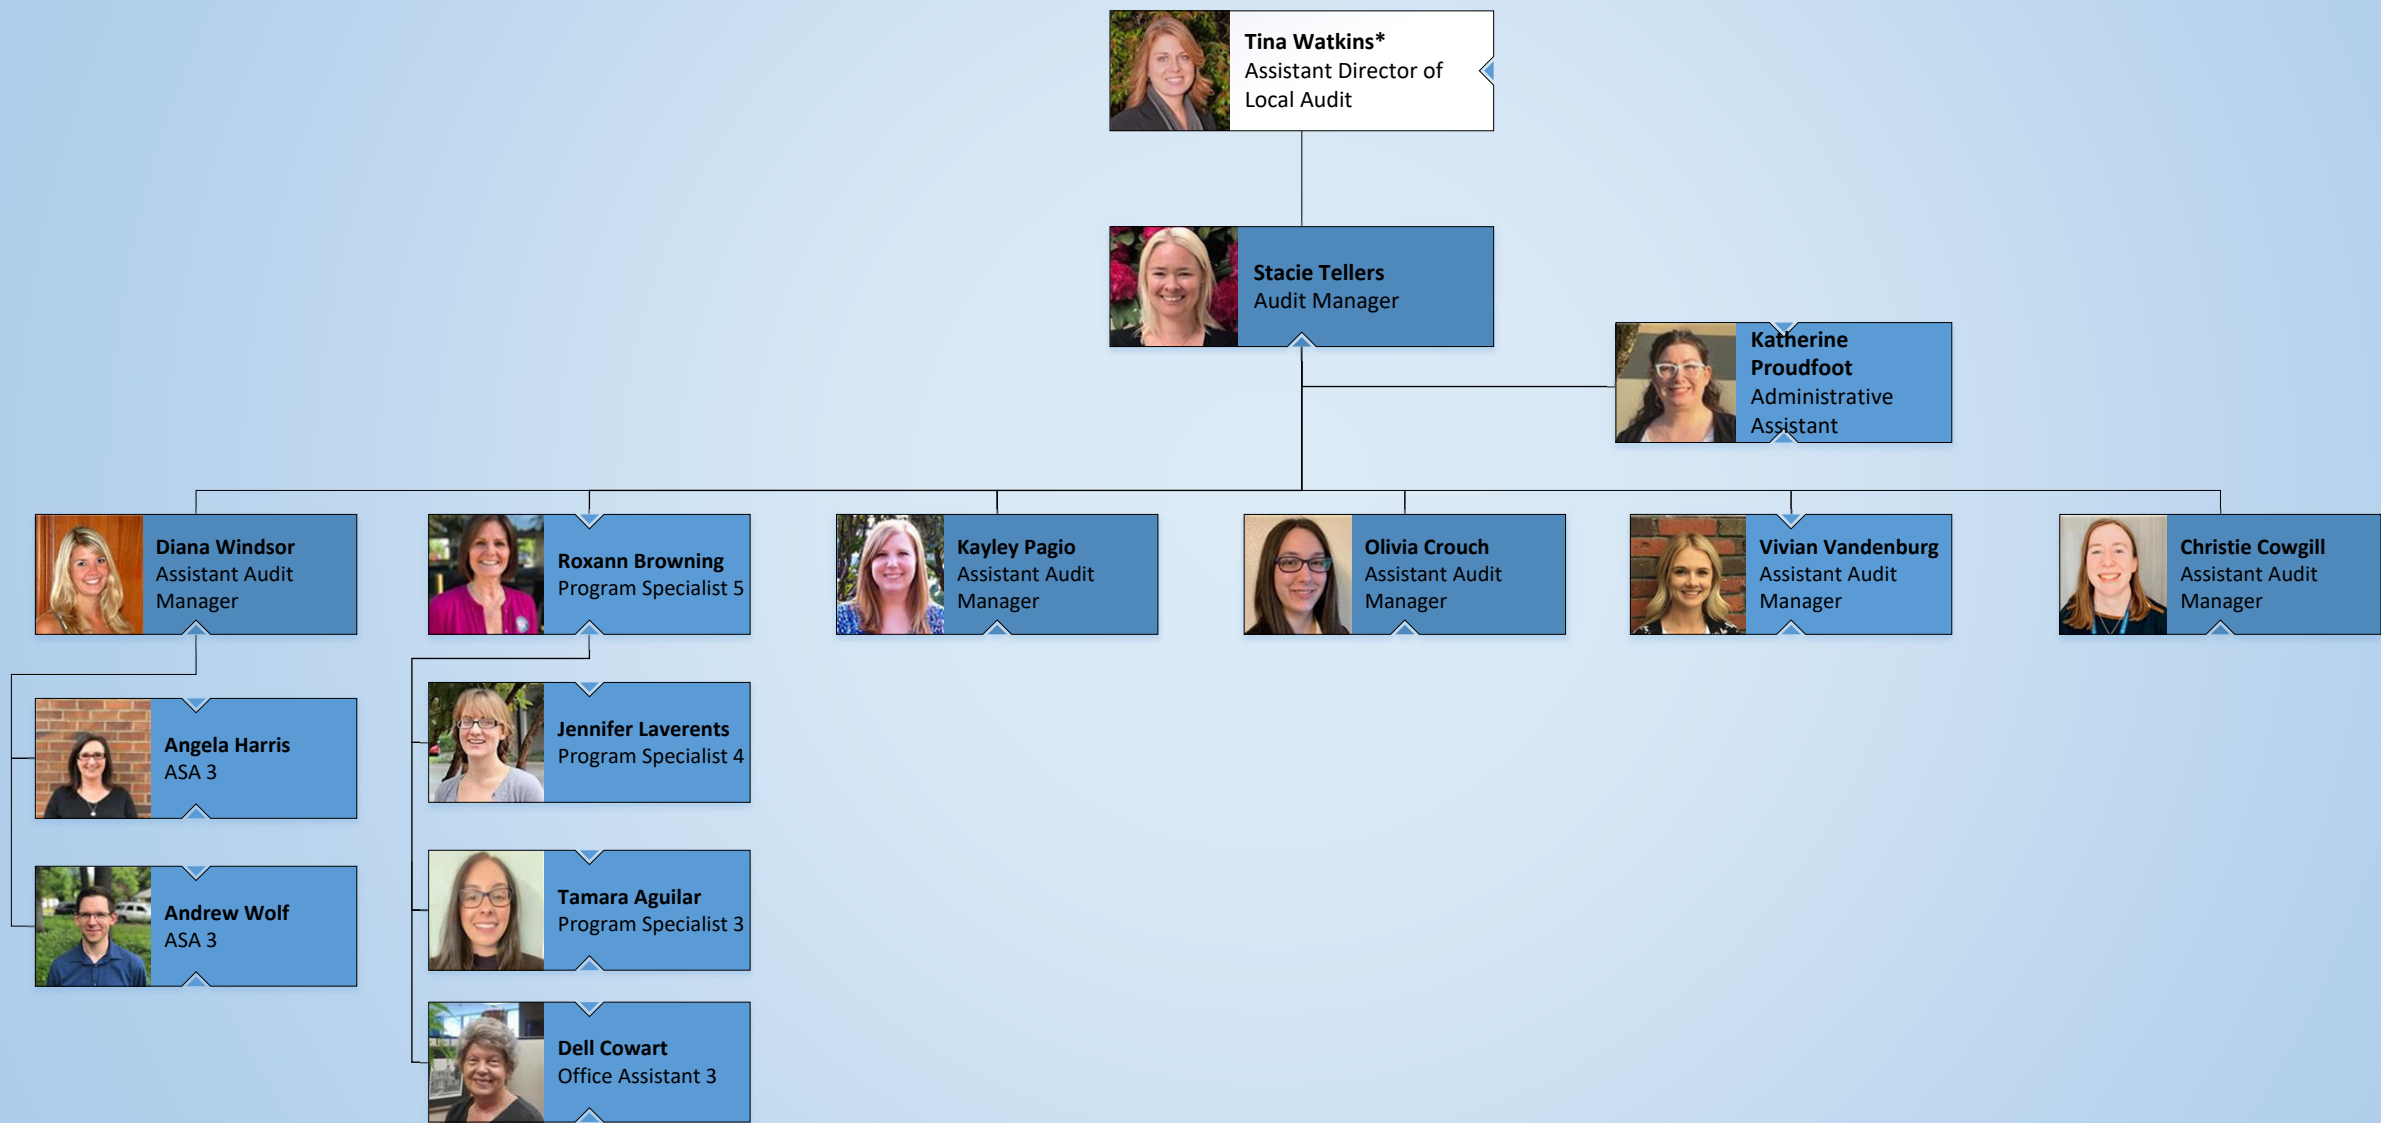 Tina Watkins*
Assistant Director of
Local Audit
Stacie Tellers
Audit Manager
Katherine
Proudfoot
Administrative
Assistant
Diana Windsor
Assistant Audit
Manager
Roxann Browning
Program Specialist 5
Kayley Pagio
Assistant Audit
Manager
Olivia Crouch
Assistant Audit
Manager
Vivian Vandenburg
Assistant Audit
Manager
Christie Cowgill
Assistant Audit
Manager
Angela Harris
ASA 3
Jennifer Laverents
Program Specialist 4
Andrew Wolf
ASA 3
Tamara Aguilar
Program Specialist 3
Dell Cowart
Office Assistant 3